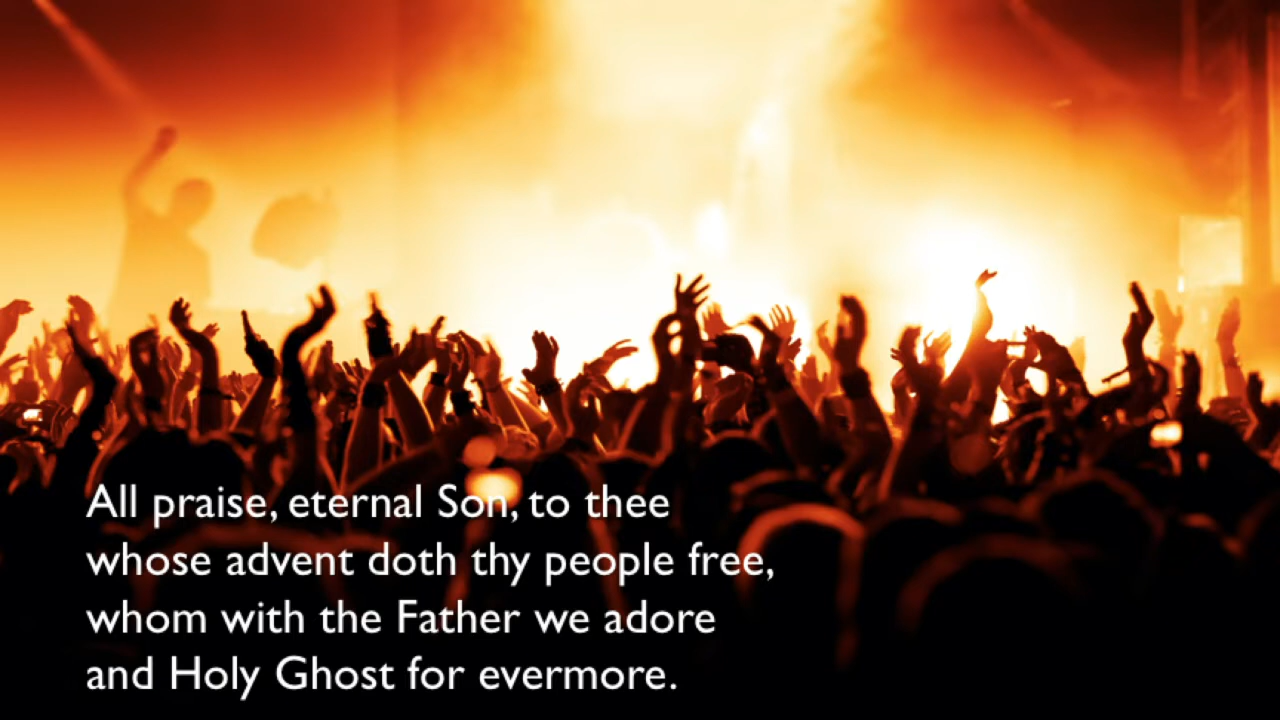 All praise, eternal Son, to thee
whose advent doth thy people free,
whom with the Father we adore
and Holy Ghost for evermore.